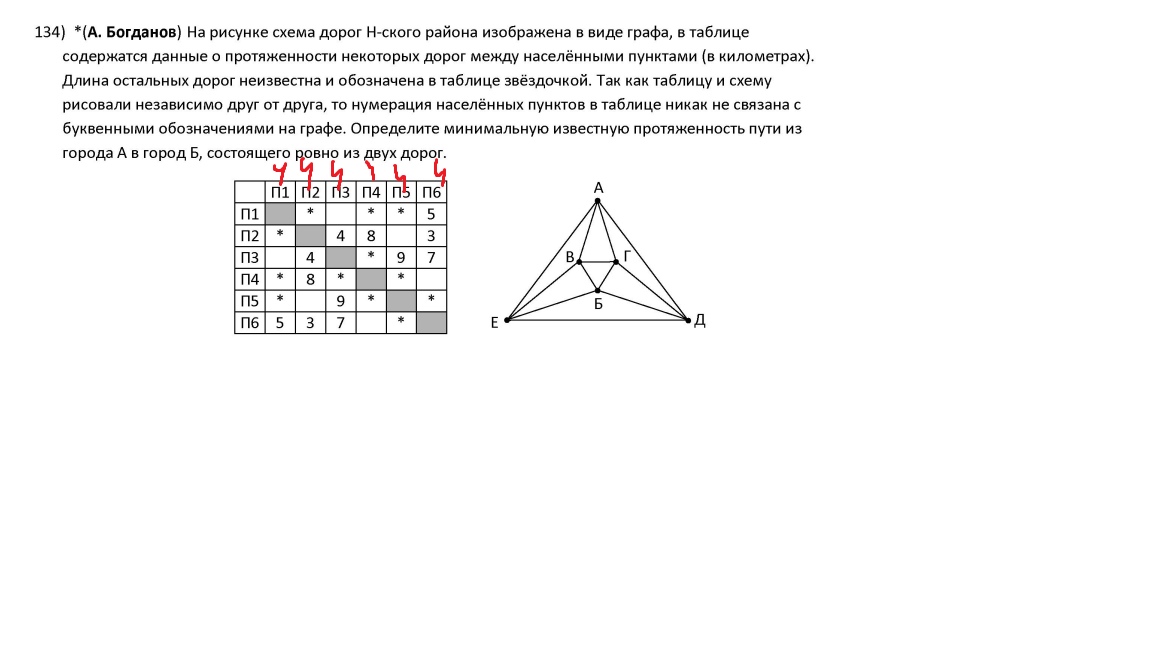 134) *(А. Богданов) На рисунке схема дорог Н-ского района изображена в виде графа, в таблице
содержатся данные о протяженности некоторых дорог между населёнными пунктами (в километрах).
Длина остальных дорог неизвестна и обозначена в таблице звёздочкой. Так как таблицу и схему
рисовали независимо друг от друга, то нумерация населённых пунктов в таблице никак не связана с
буквенными обозначениями на графе. Определите минимальную известную протяженность пути из
города А в город Б, состоящего ровно из двух дорог.
4 4 4 4 4 4
П1 П2 П3 П4 П5 П6
П1 * * * 5
П2 * 4 8 3
П3 4 * 9 7
П4 * 8 * *
П5 * 9 * *
П6 5 3 7 *
А
В Г
Б
Е Д